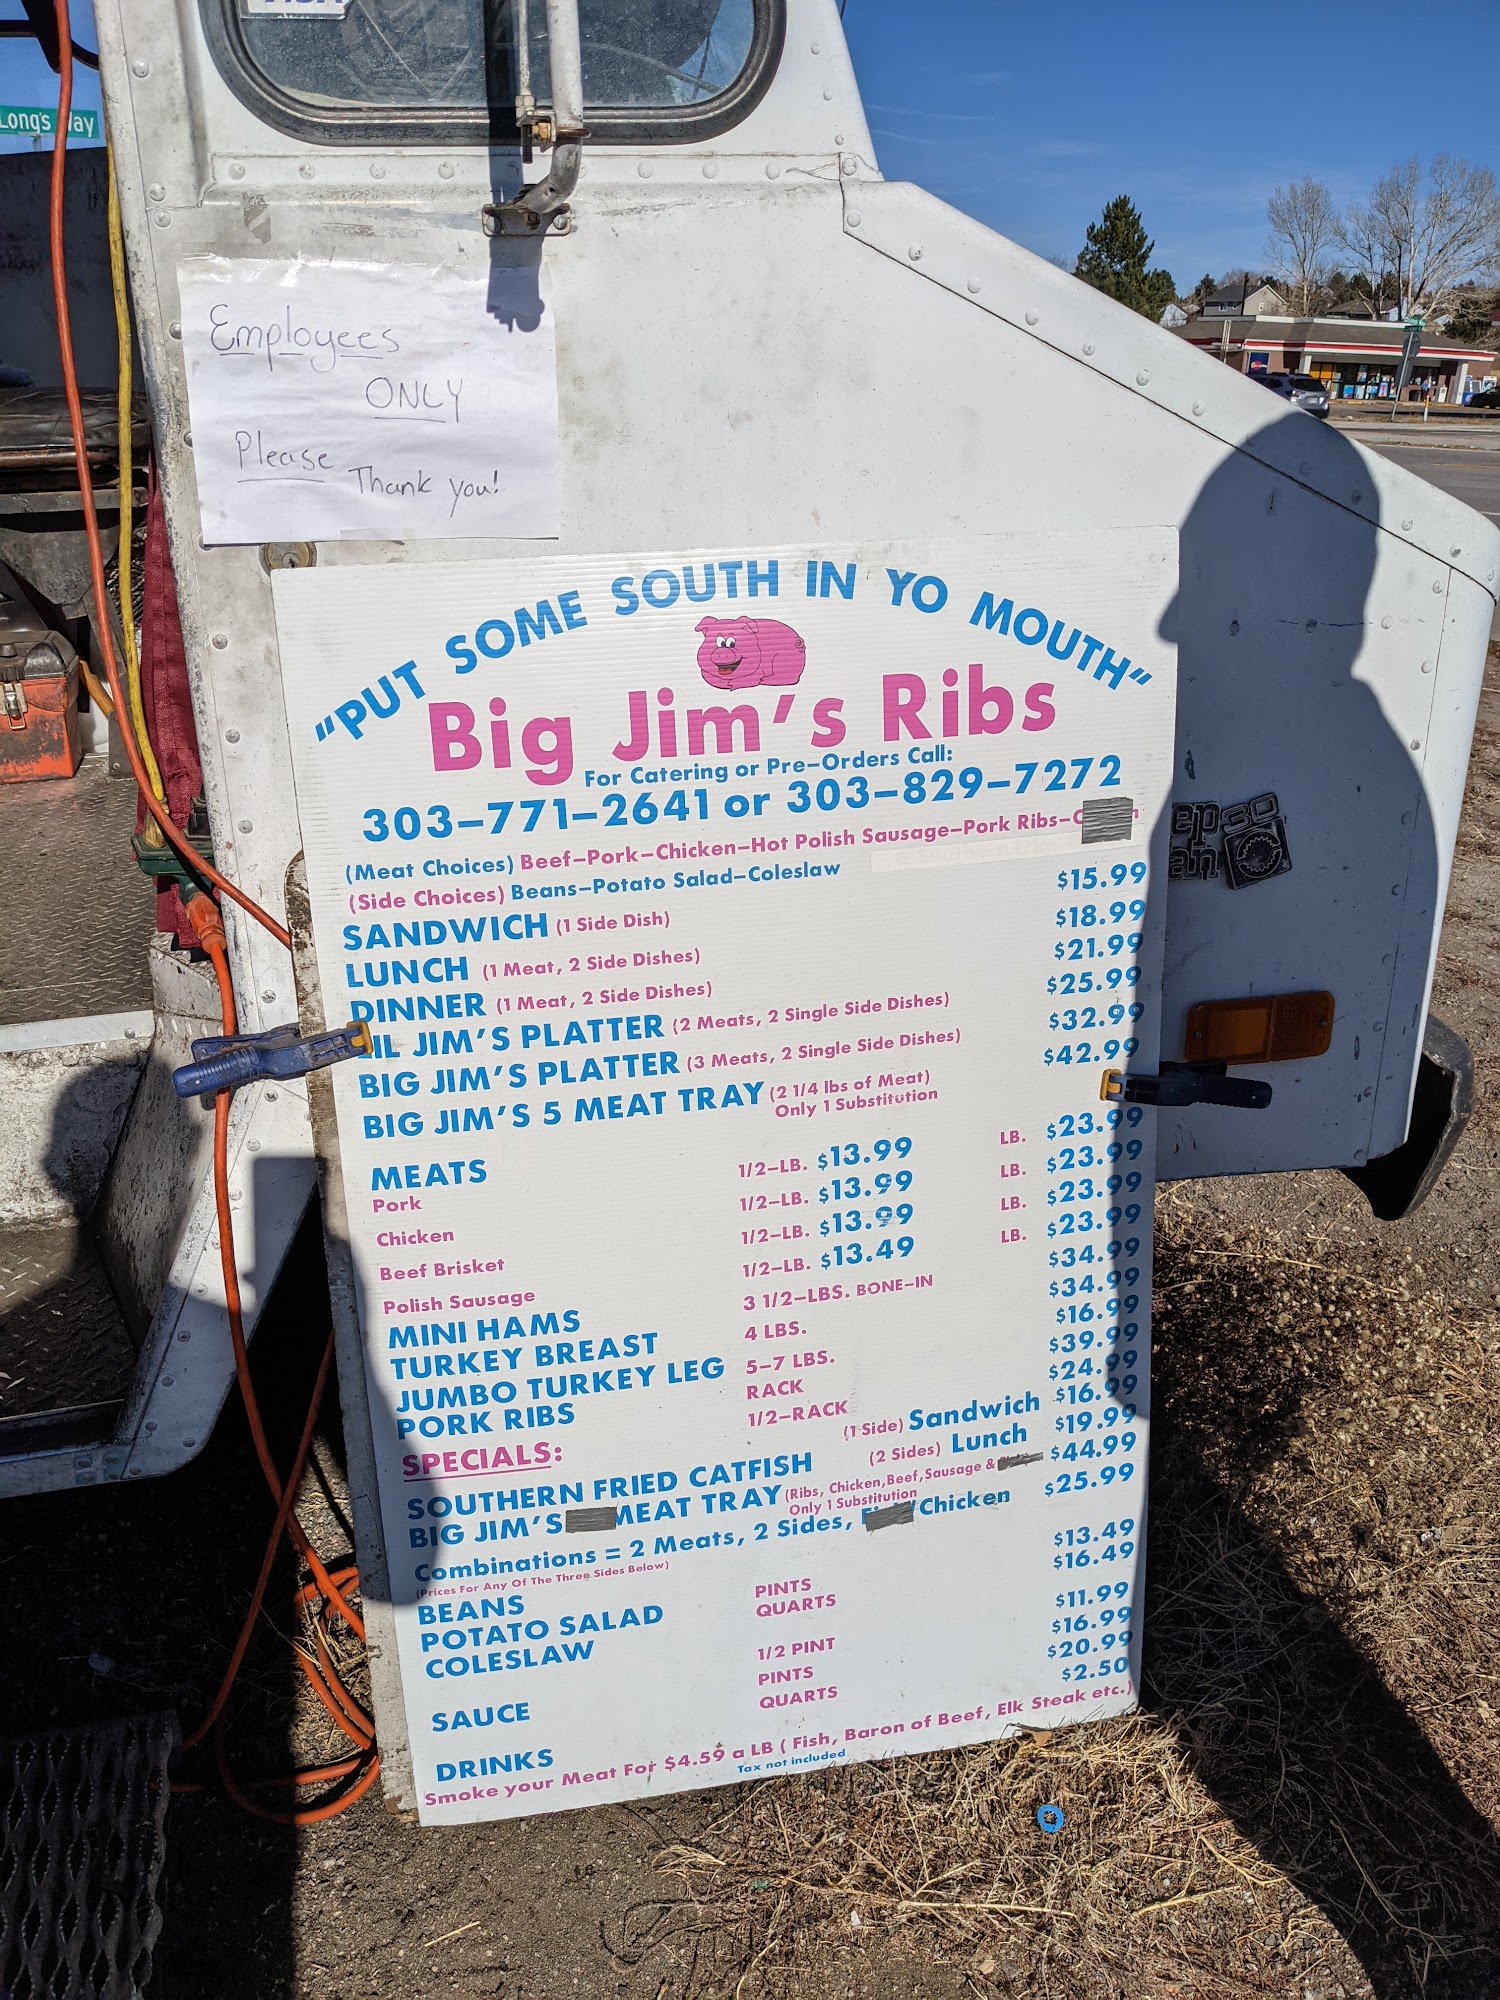 Long's Way
Employees
ONLY
Please
Thank you!
"PUT SOME SOUTH IN YO MOUTH"
Big Jim's Ribs
For Catering or Pre-Orders Call:
303-771-2641 or 303-829-7272
(Meat Choices) Beef-Pork-Chicken-Hot Polish Sausage-Pork Ribs-
(Side Choices) Beans-Potato Salad-Coleslaw
SANDWICH (1 Side Dish) $15.99
LUNCH (1 Meat, 2 Side Dishes) $18.99
DINNER (1 Meat, 2 Side Dishes) $21.99
LIL JIM'S PLATTER (2 Meats, 2 Single Side Dishes) $25.99
BIG JIM'S PLATTER (3 Meats, 2 Single Side Dishes) $32.99
BIG JIM'S 5 MEAT TRAY (2 1/4 lbs of Meat) $42.99
Only 1 Substitution
MEATS
Pork 1/2-LB. $13.99 LB. $23.99
Chicken 1/2-LB. $13.99 LB. $23.99
Beef Brisket 1/2-LB. $13.99 LB. $23.99
Polish Sausage 1/2-LB. $13.49 LB. $23.99
MINI HAMS 3 1/2-LBS. BONE-IN $34.99
TURKEY BREAST 4 LBS. $34.99
JUMBO TURKEY LEG 5-7 LBS. $16.99
PORK RIBS RACK $39.99
1/2-RACK $24.99
SPECIALS:
SOUTHERN FRIED CATFISH (1 Side) Sandwich $16.99
(2 Sides) Lunch $19.99
BIG JIM'S MEAT TRAY (Ribs, Chicken, Beef, Sausage & $44.99
Only 1 Substitution
Combinations = 2 Meats, 2 Sides, Chicken $25.99
(Prices For Any Of The Three Sides Below)
BEANS PINTS $13.49
POTATO SALAD QUARTS $16.49
COLESLAW
SAUCE 1/2 PINT $11.99
PINTS $16.99
QUARTS $20.99
DRINKS $2.50
Smoke your Meat For $4.59 a LB ( Fish, Baron of Beef, Elk Steak etc.)
Tax not included
30